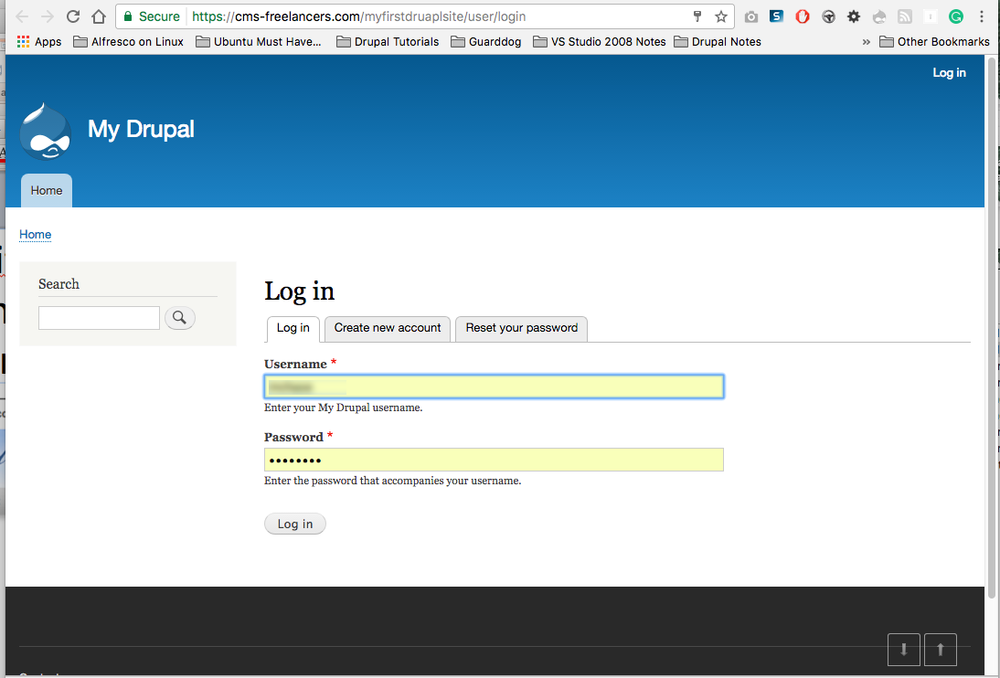 Secure https://cms-freelancers.com/myfirstdruaplsite/user/login
Apps Alfresco on Linux Ubuntu Must Have... Drupal Tutorials Guarddog VS Studio 2008 Notes Drupal Notes » Other Bookmarks
Log in
My Drupal
Home
Home
Search
Log in
Log in Create new account Reset your password
Username *
Enter your My Drupal username.
Password *
Enter the password that accompanies your username.
Log in